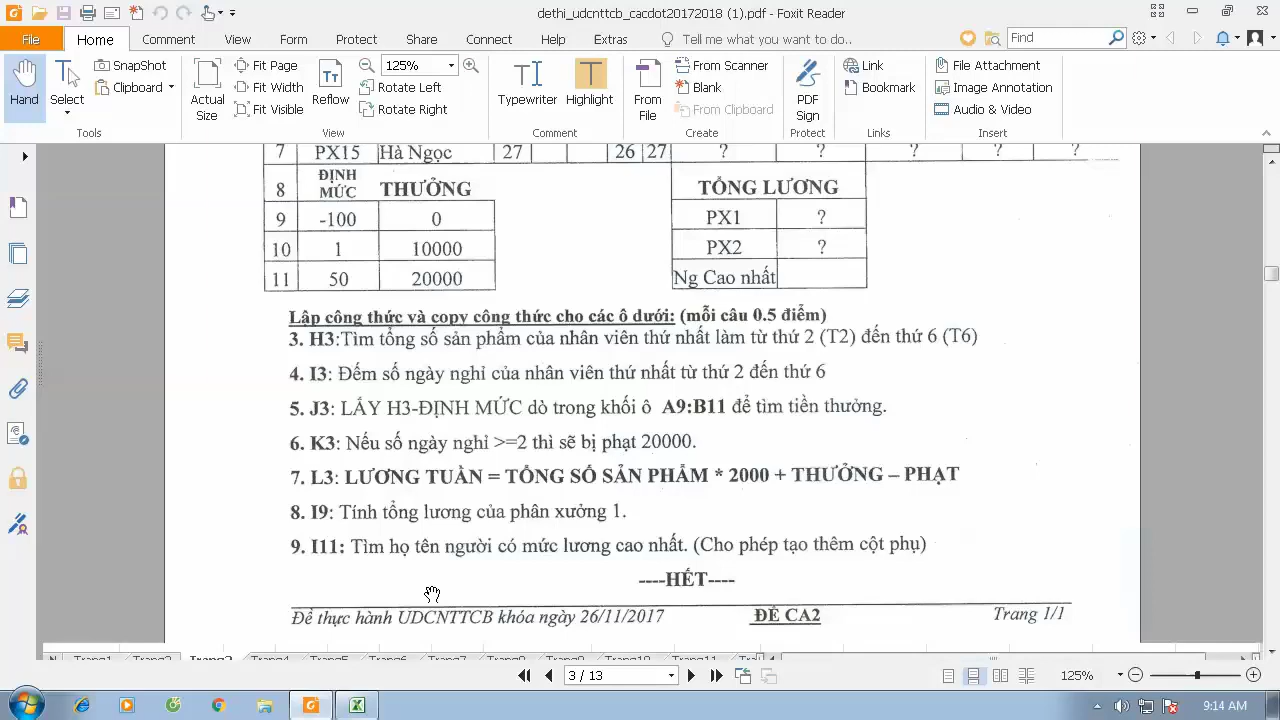 dethi_udcnttcb_cacdot20172018 (1).pdf - Foxit Reader
File Home Comment View Form Protect Share Connect Help Extras Tell me what you want to do.. Find
Hand Select SnapShot Clipboard Actual Size Fit Page Fit Width Fit Visible Reflow 125% Rotate Left Rotate Right Typewriter Highlight From File From Scanner Blank From Clipboard PDF Sign Link Bookmark File Attachment Image Annotation Audio & Video
Tools View Comment Create Protect Links Insert
7 PX15 Hà Ngọc 27 26 27 ? ? ? ? ?
8 ĐỊNH MỨC THƯỞNG TỔNG LƯƠNG
9 -100 0 PX1 ?
10 1 10000 PX2 ?
11 50 20000 Ng Cao nhất
Lập công thức và copy công thức cho các ô dưới: (mỗi câu 0.5 điểm)
3. H3:Tìm tổng số sản phẩm của nhân viên thứ nhất làm từ thứ 2 (T2) đến thứ 6 (T6)
4. I3: Đếm số ngày nghỉ của nhân viên thứ nhất từ thứ 2 đến thứ 6
5. J3: LẤY H3-ĐỊNH MỨC dò trong khối ô A9:B11 để tìm tiền thưởng.
6. K3: Nếu số ngày nghỉ >=2 thì sẽ bị phạt 20000.
7. L3: LƯƠNG TUẦN = TỔNG SỐ SẢN PHẨM * 2000 + THƯỞNG – PHẠT
8. I9: Tính tổng lương của phân xưởng 1.
9. I11: Tìm họ tên người có mức lương cao nhất. (Cho phép tạo thêm cột phụ)
----HẾT----
Đề thực hành UDCNTTCB khóa ngày 26/11/2017 ĐỀ CA2 Trang 1/1
3 / 13 125%
9:14 AM